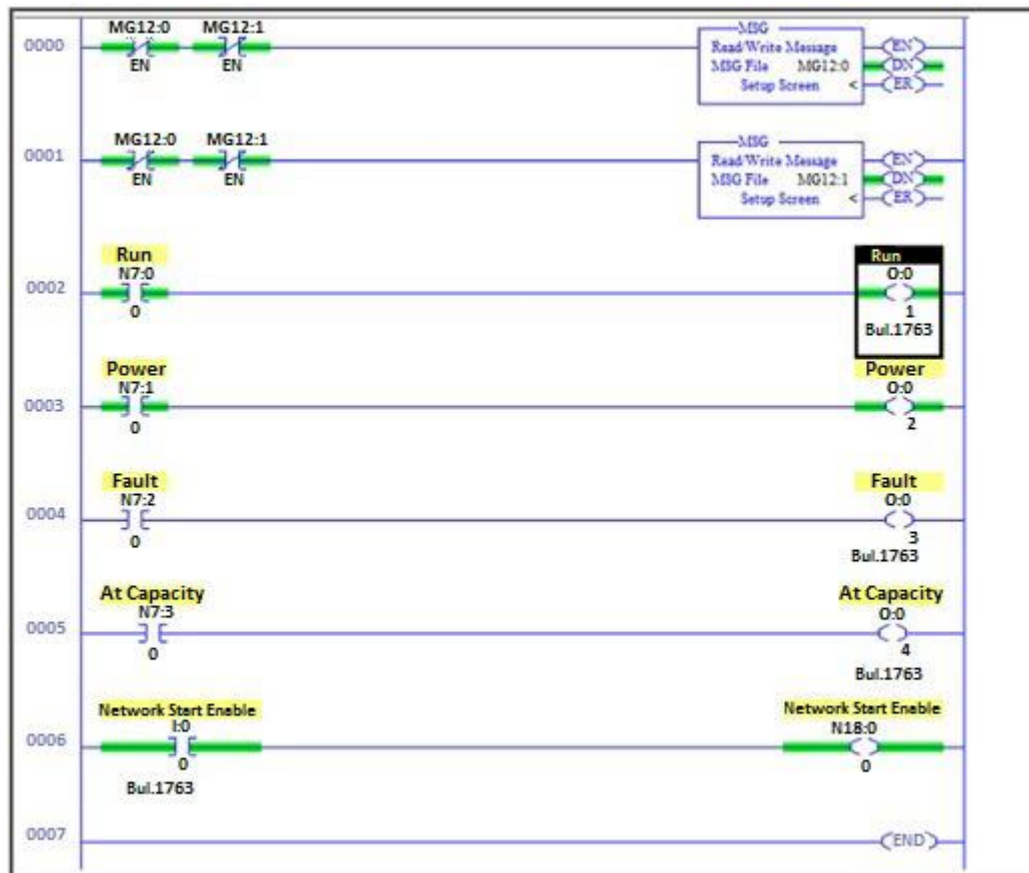 MG12:0 MG12:1
0000
EN EN
MSG
Read/Write Message
MSG File MG12:0
Setup Screen <
EN
DN
ER
MG12:0 MG12:1
0001
EN EN
MSG
Read/Write Message
MSG File MG12:1
Setup Screen <
EN
DN
ER
Run
N7:0
0002
0
Run
O:0
1
Bul.1763
Power
N7:1
0003
0
Power
O:0
2
Fault
N7:2
0004
0
Fault
O:0
3
Bul.1763
At Capacity
N7:3
0005
0
At Capacity
O:0
4
Bul.1763
Network Start Enable
I:0
0006
0
Bul.1763
Network Start Enable
N18:0
0
0007
END